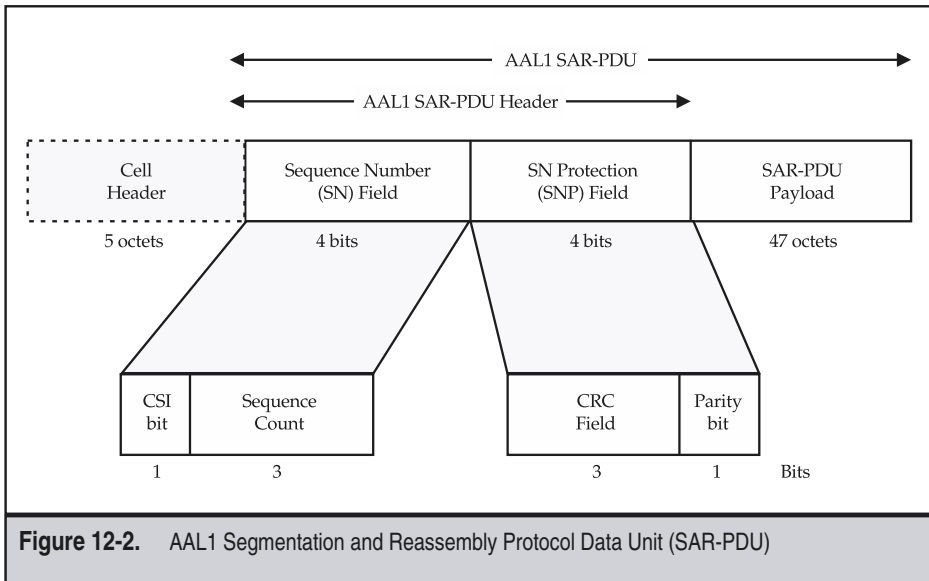 AAL1 SAR-PDU
AAL1 SAR-PDU Header
Cell
Header
Sequence Number
(SN) Field
SN Protection
(SNP) Field
SAR-PDU
Payload
5 octets
4 bits
4 bits
47 octets
CSI
bit
Sequence
Count
CRC
Field
Parity
bit
1
3
3
1
Bits
Figure 12-2. AAL1 Segmentation and Reassembly Protocol Data Unit (SAR-PDU)